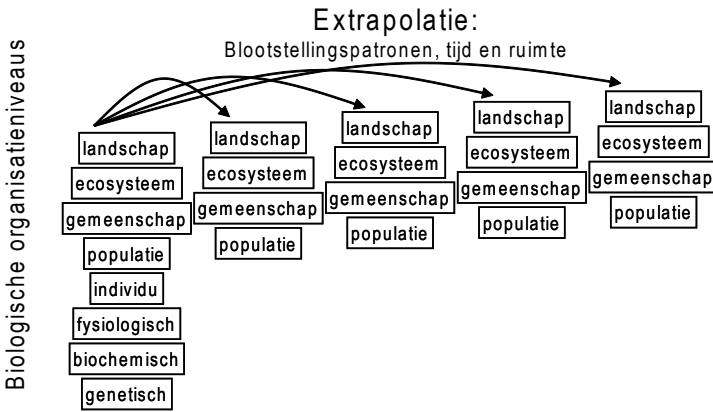 Extrapolatie:
Blootstellingspatronen, tijd en ruimte
Biologische organisatieniveaus
landschap
ecosysteem
gemeenschap
populatie
individu
fysiologisch
biochemisch
genetisch
landschap
ecosysteem
gemeenschap
populatie
landschap
ecosysteem
gemeenschap
populatie
landschap
ecosysteem
gemeenschap
populatie
landschap
ecosysteem
gemeenschap
populatie